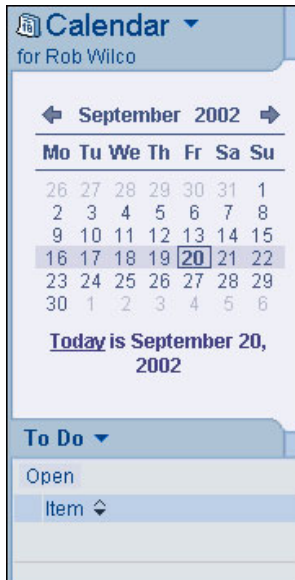 Calendar
for Rob Wilco
September 2002
Mo Tu We Th Fr Sa Su
26 27 28 29 30 31 1
2 3 4 5 6 7 8
9 10 11 12 13 14 15
16 17 18 19 20 21 22
23 24 25 26 27 28 29
30 1 2 3 4 5 6
Today is September 20,
2002
To Do
Open
Item